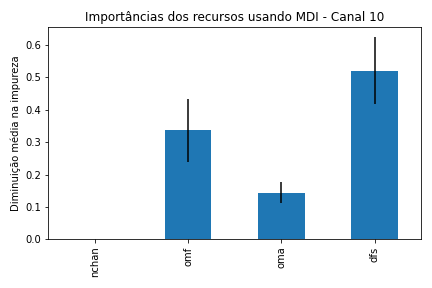 Importâncias dos recursos usando MDI - Canal 10
Diminuição média na impureza
0.6
0.5
0.4
0.3
0.2
0.1
0.0
nchan
omf
oma
dfs